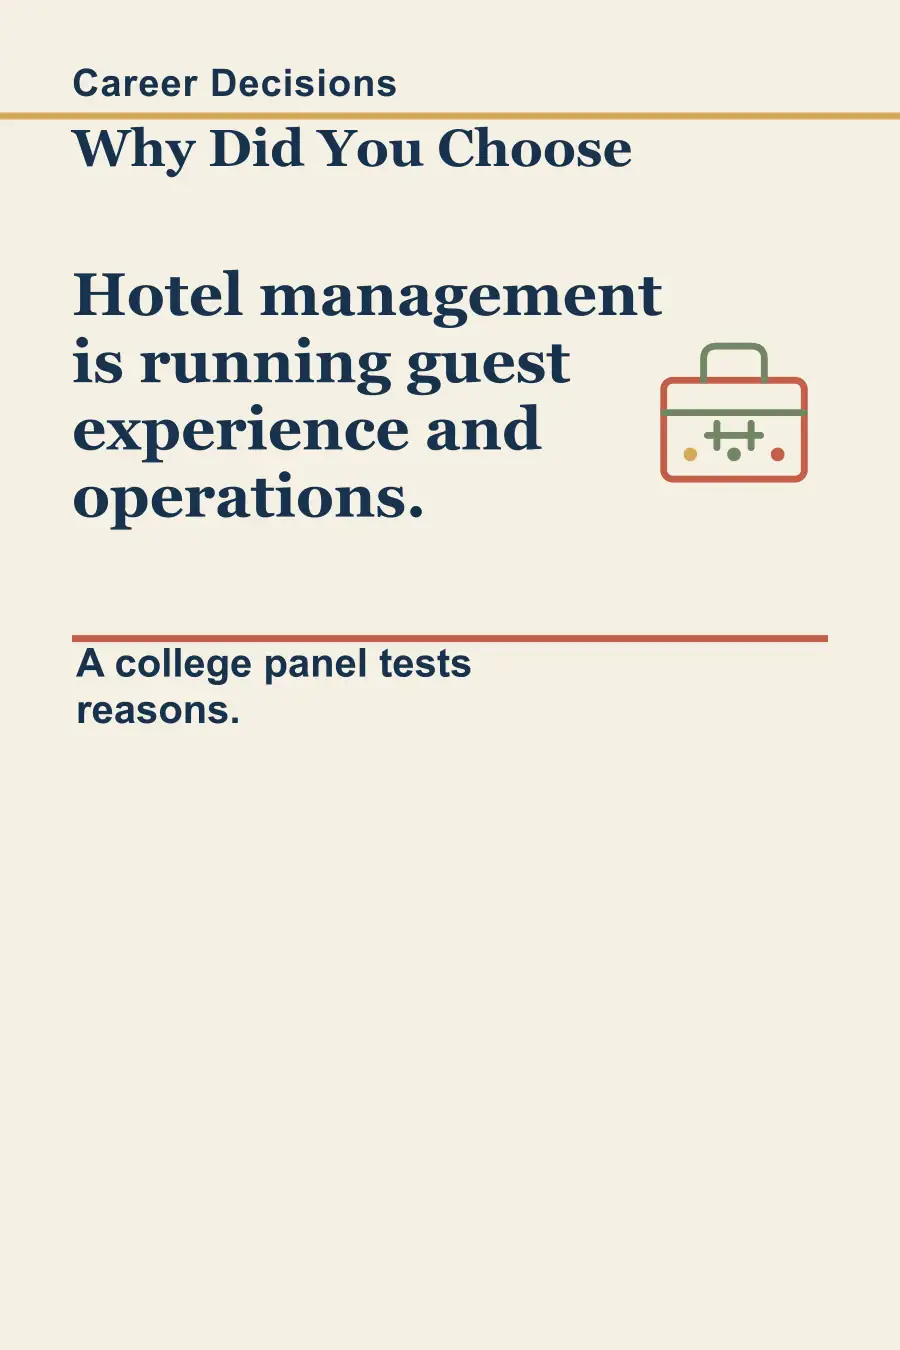 Career Decisions
Why Did You Choose
Hotel management
is running guest
experience and
operations.
A college panel tests
reasons.